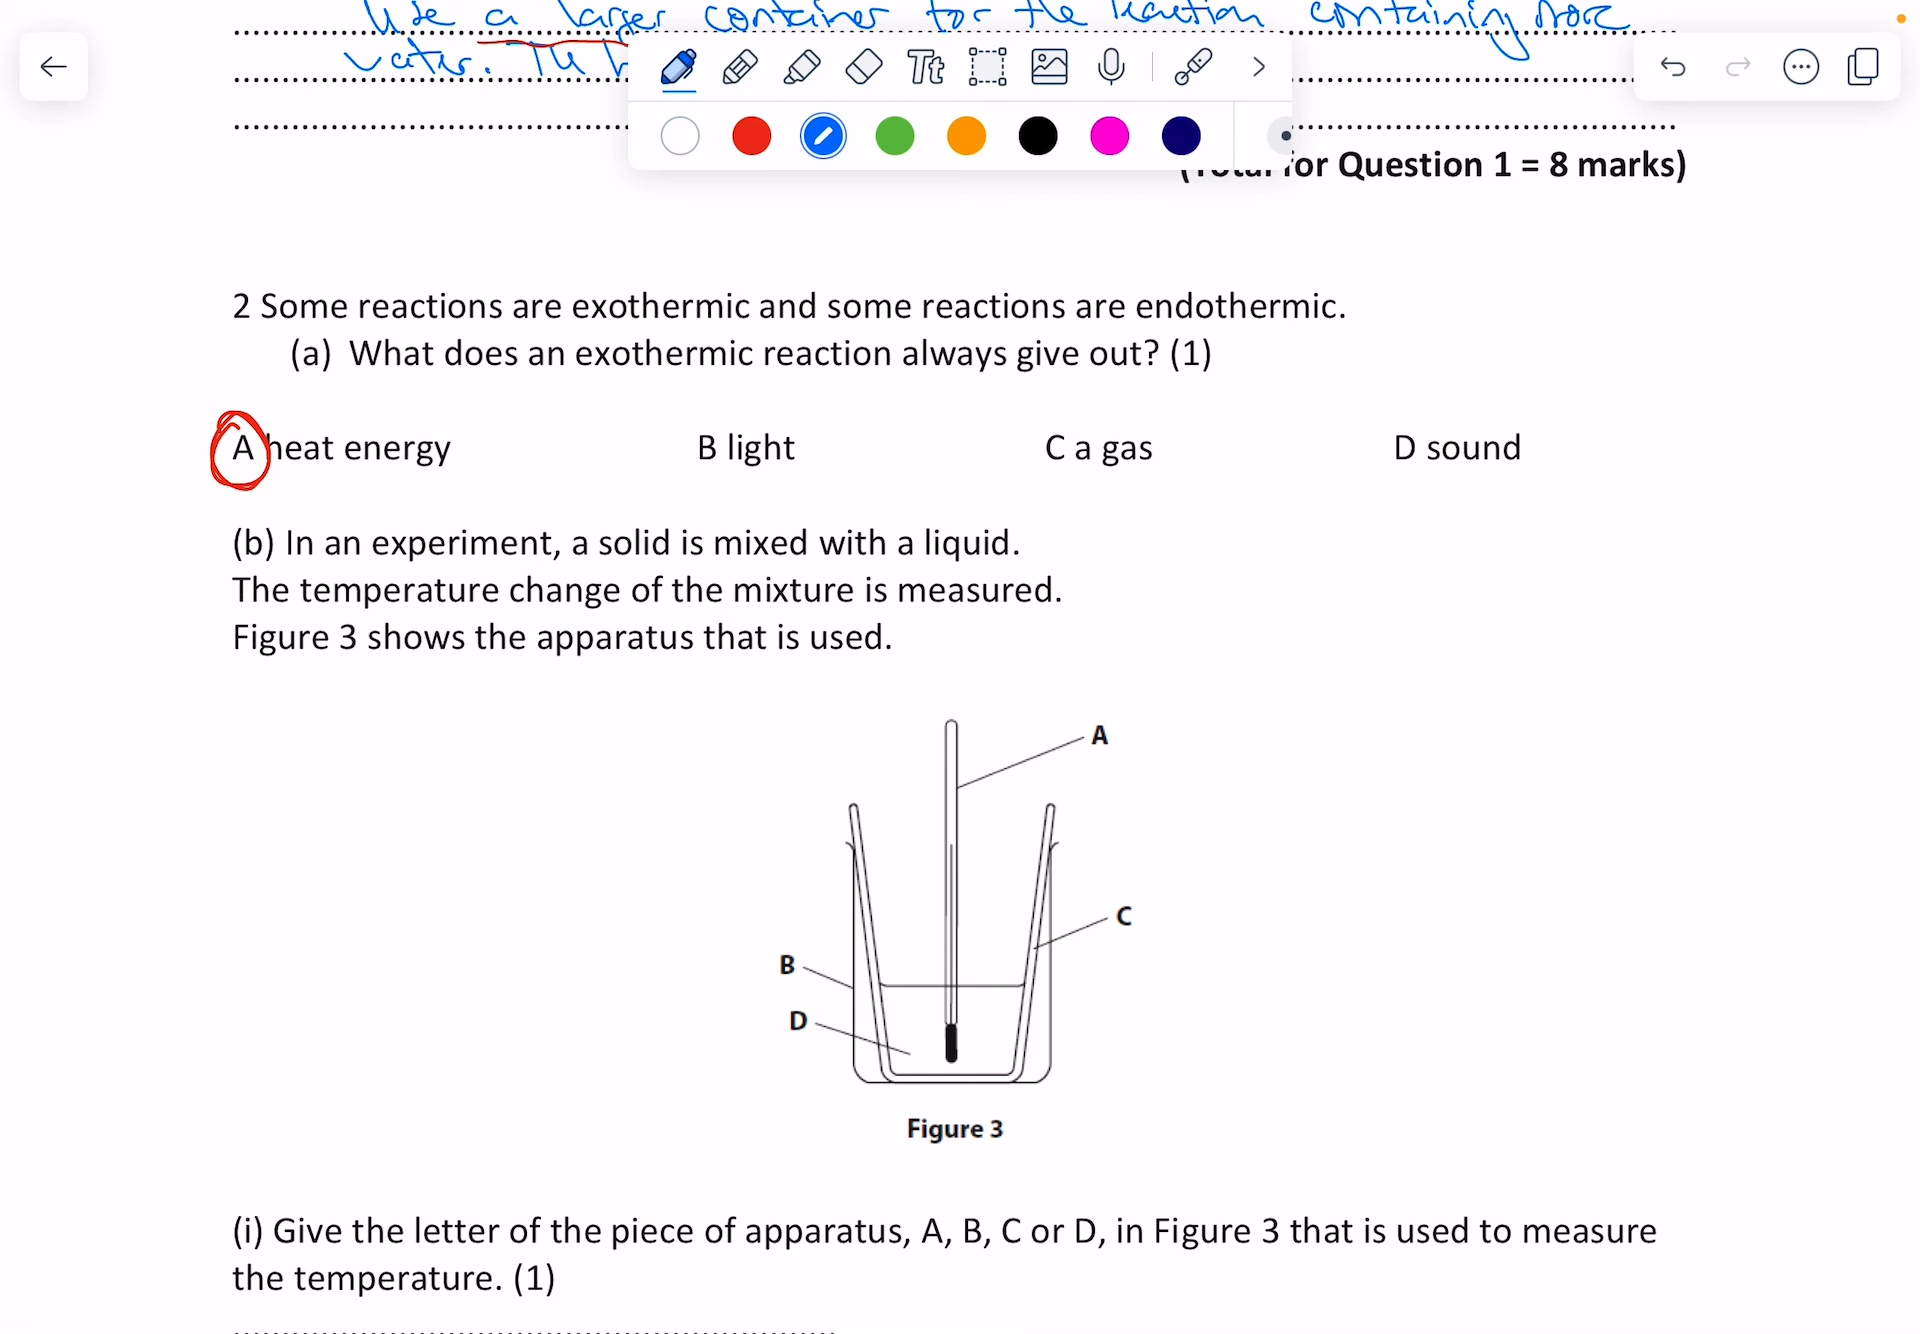 Use a larger container for the reaction containing more
water. The
Tt
for Question 1 = 8 marks)
2 Some reactions are exothermic and some reactions are endothermic.
(a) What does an exothermic reaction always give out? (1)
A heat energy B light C a gas D sound
(b) In an experiment, a solid is mixed with a liquid.
The temperature change of the mixture is measured.
Figure 3 shows the apparatus that is used.
A
C
B
D
Figure 3
(i) Give the letter of the piece of apparatus, A, B, C or D, in Figure 3 that is used to measure
the temperature. (1)